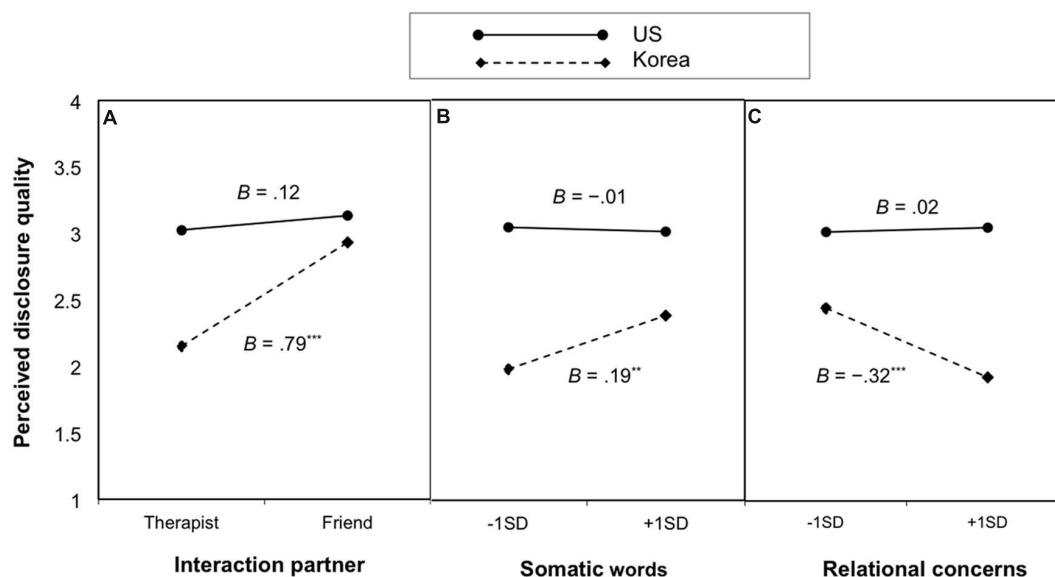 US
Korea
Perceived disclosure quality
4
3.5
3
2.5
2
1.5
1
A
B = .12
B = .79***
Therapist
Friend
Interaction partner
B
B = −.01
B = .19**
-1SD
+1SD
Somatic words
C
B = .02
B = −.32***
-1SD
+1SD
Relational concerns